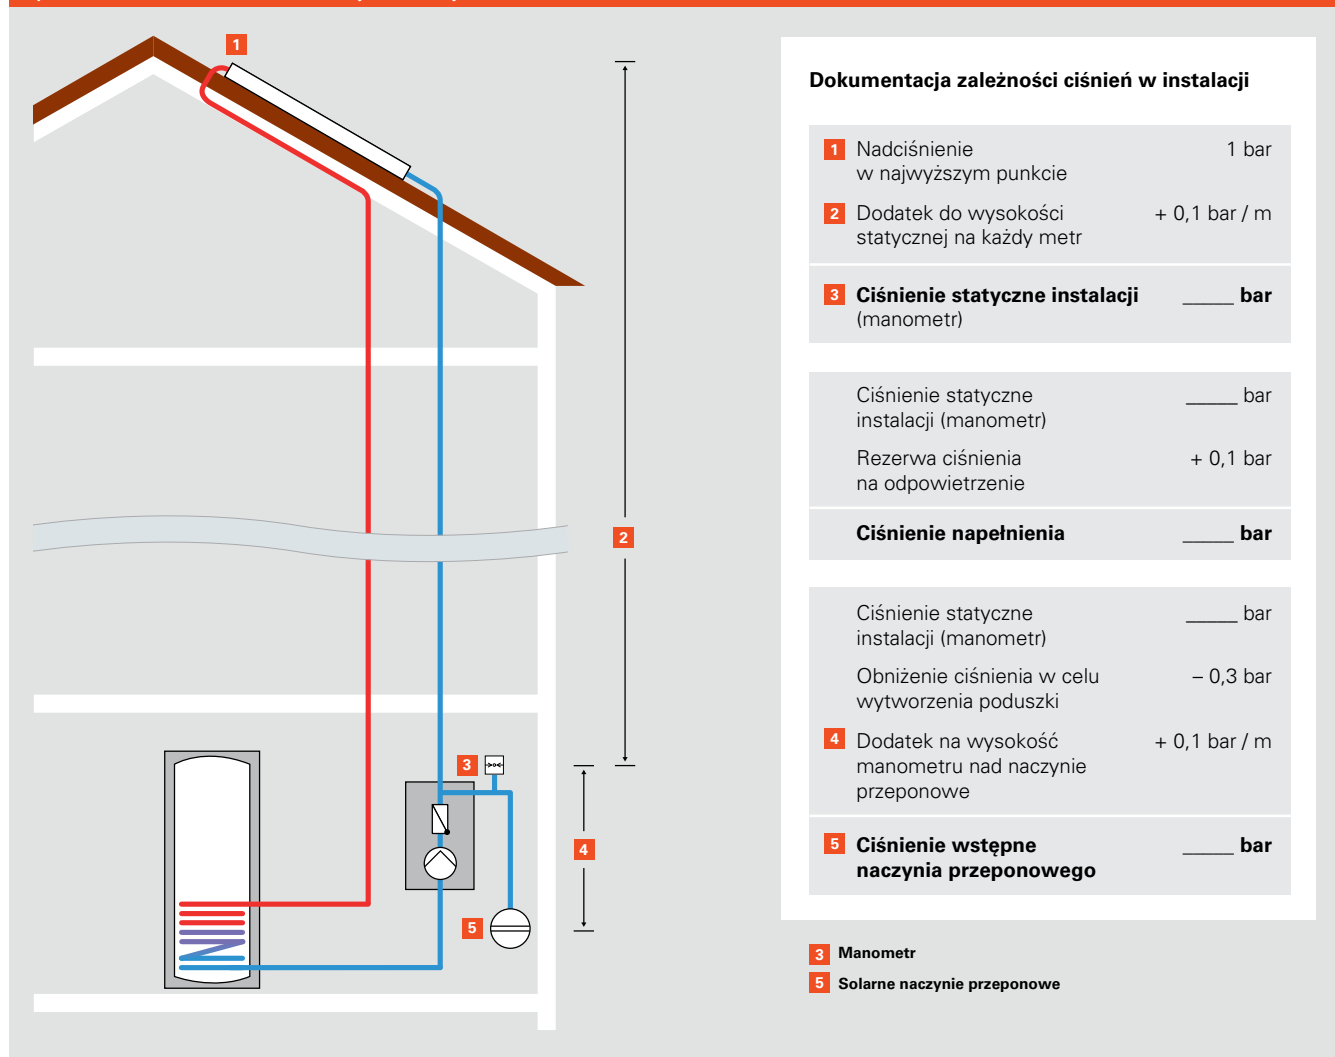 1
Dokumentacja zależności ciśnień w instalacji
1 Nadciśnienie 1 bar
w najwyższym punkcie
2 Dodatek do wysokości + 0,1 bar / m
statycznej na każdy metr
3 Ciśnienie statyczne instalacji _____ bar
(manometr)
Ciśnienie statyczne _____ bar
instalacji (manometr)
Rezerwa ciśnienia + 0,1 bar
na odpowietrzenie
Ciśnienie napełnienia _____ bar
2
Ciśnienie statyczne _____ bar
instalacji (manometr)
Obniżenie ciśnienia w celu – 0,3 bar
wytworzenia poduszki
4 Dodatek na wysokość + 0,1 bar / m
manometru nad naczynie
przeponowe
3
4
5 Ciśnienie wstępne _____ bar
naczynia przeponowego
5
3 Manometr
5 Solarne naczynie przeponowe